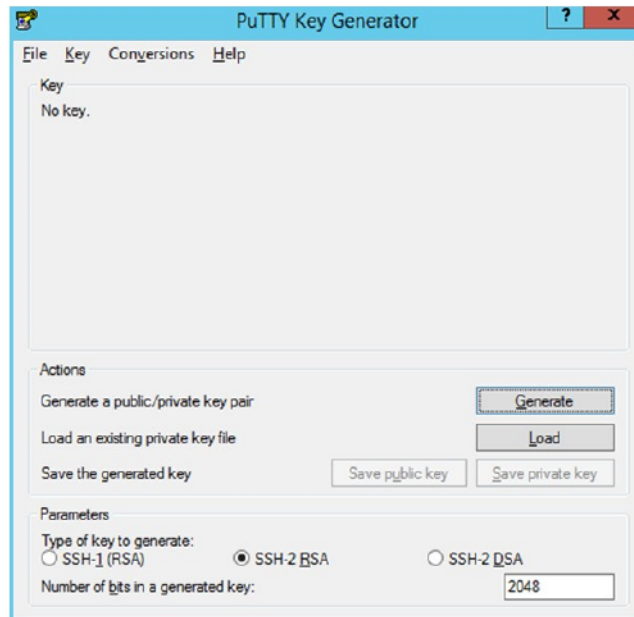 PuTTY Key Generator
? x
File Key Conversions Help
Key
No key.
Actions
Generate a public/private key pair Generate
Load an existing private key file Load
Save the generated key Save public key Save private key
Parameters
Type of key to generate:
SSH-1 (RSA) SSH-2 RSA SSH-2 DSA
Number of bits in a generated key: 2048